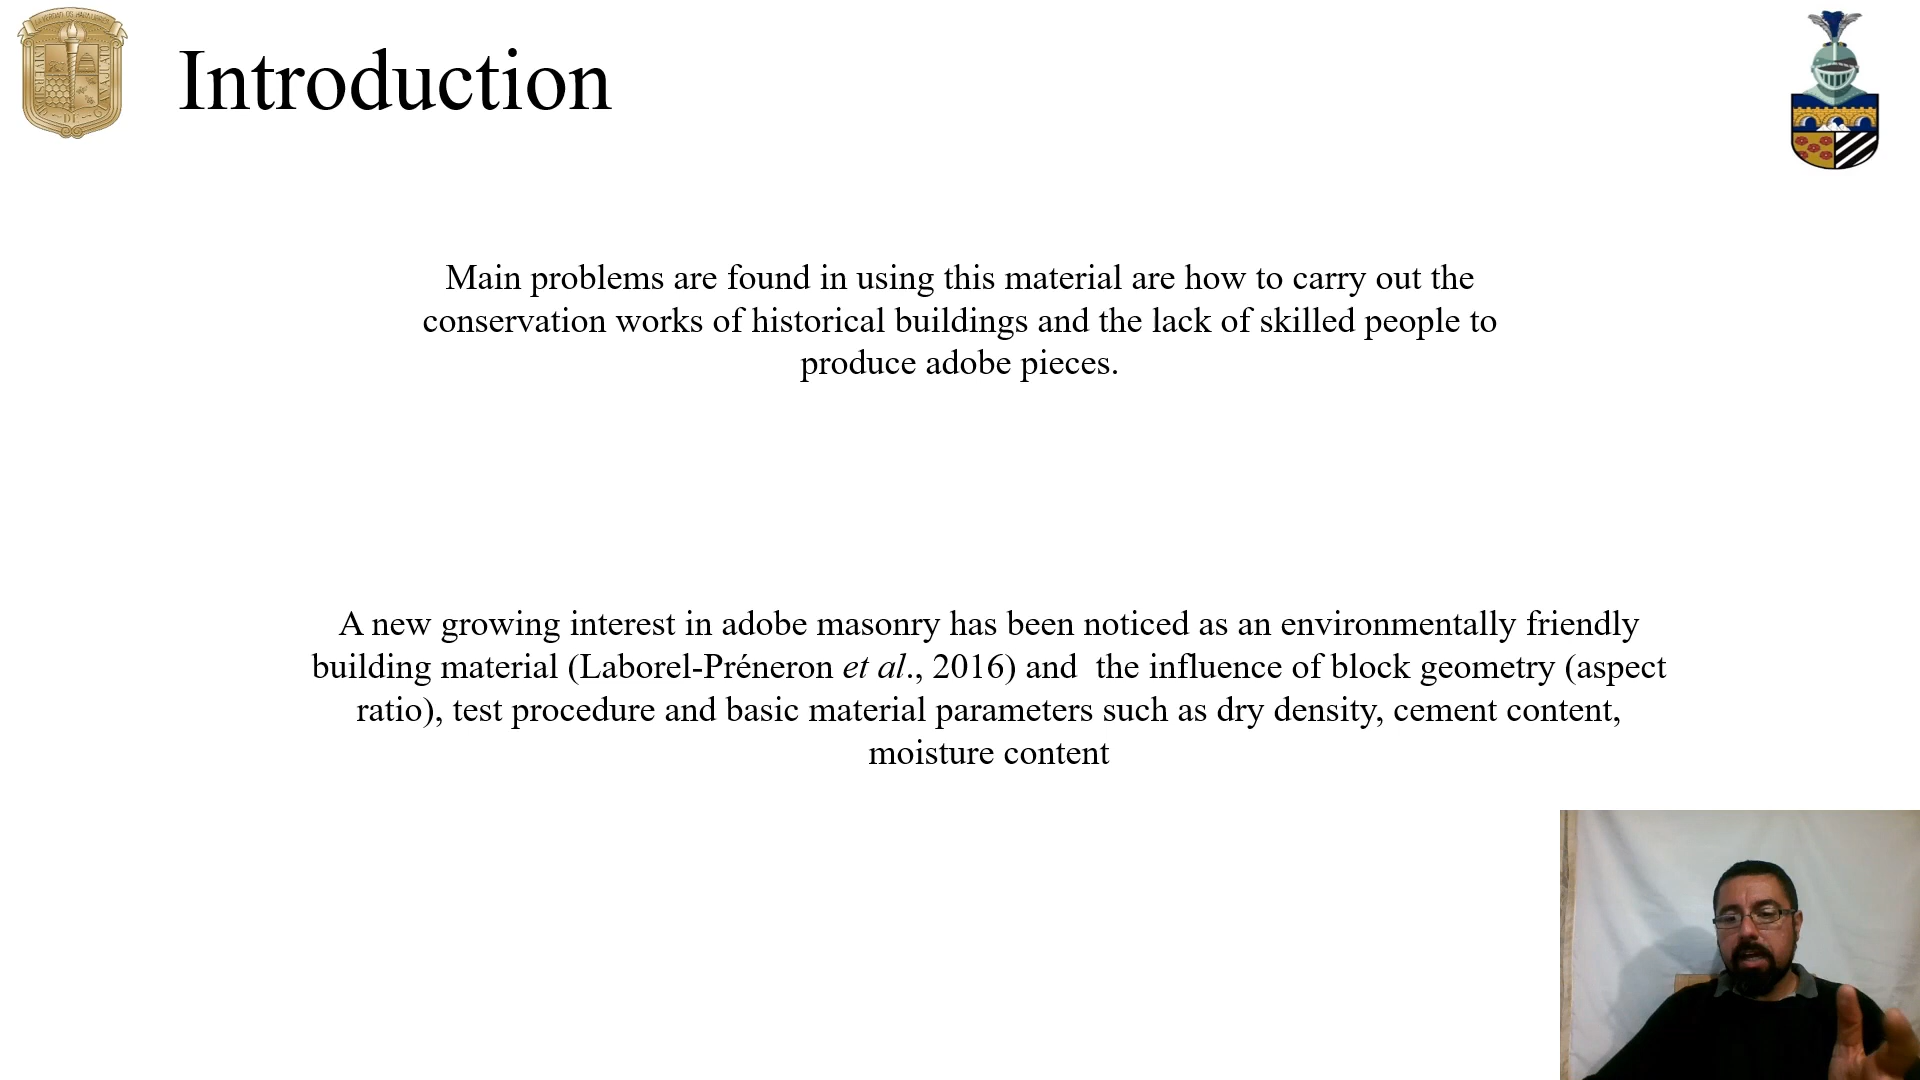 Introduction
Main problems are found in using this material are how to carry out the
conservation works of historical buildings and the lack of skilled people to
produce adobe pieces.
A new growing interest in adobe masonry has been noticed as an environmentally friendly
building material (Laborel-Préneron et al., 2016) and  the influence of block geometry (aspect
ratio), test procedure and basic material parameters such as dry density, cement content,
moisture content